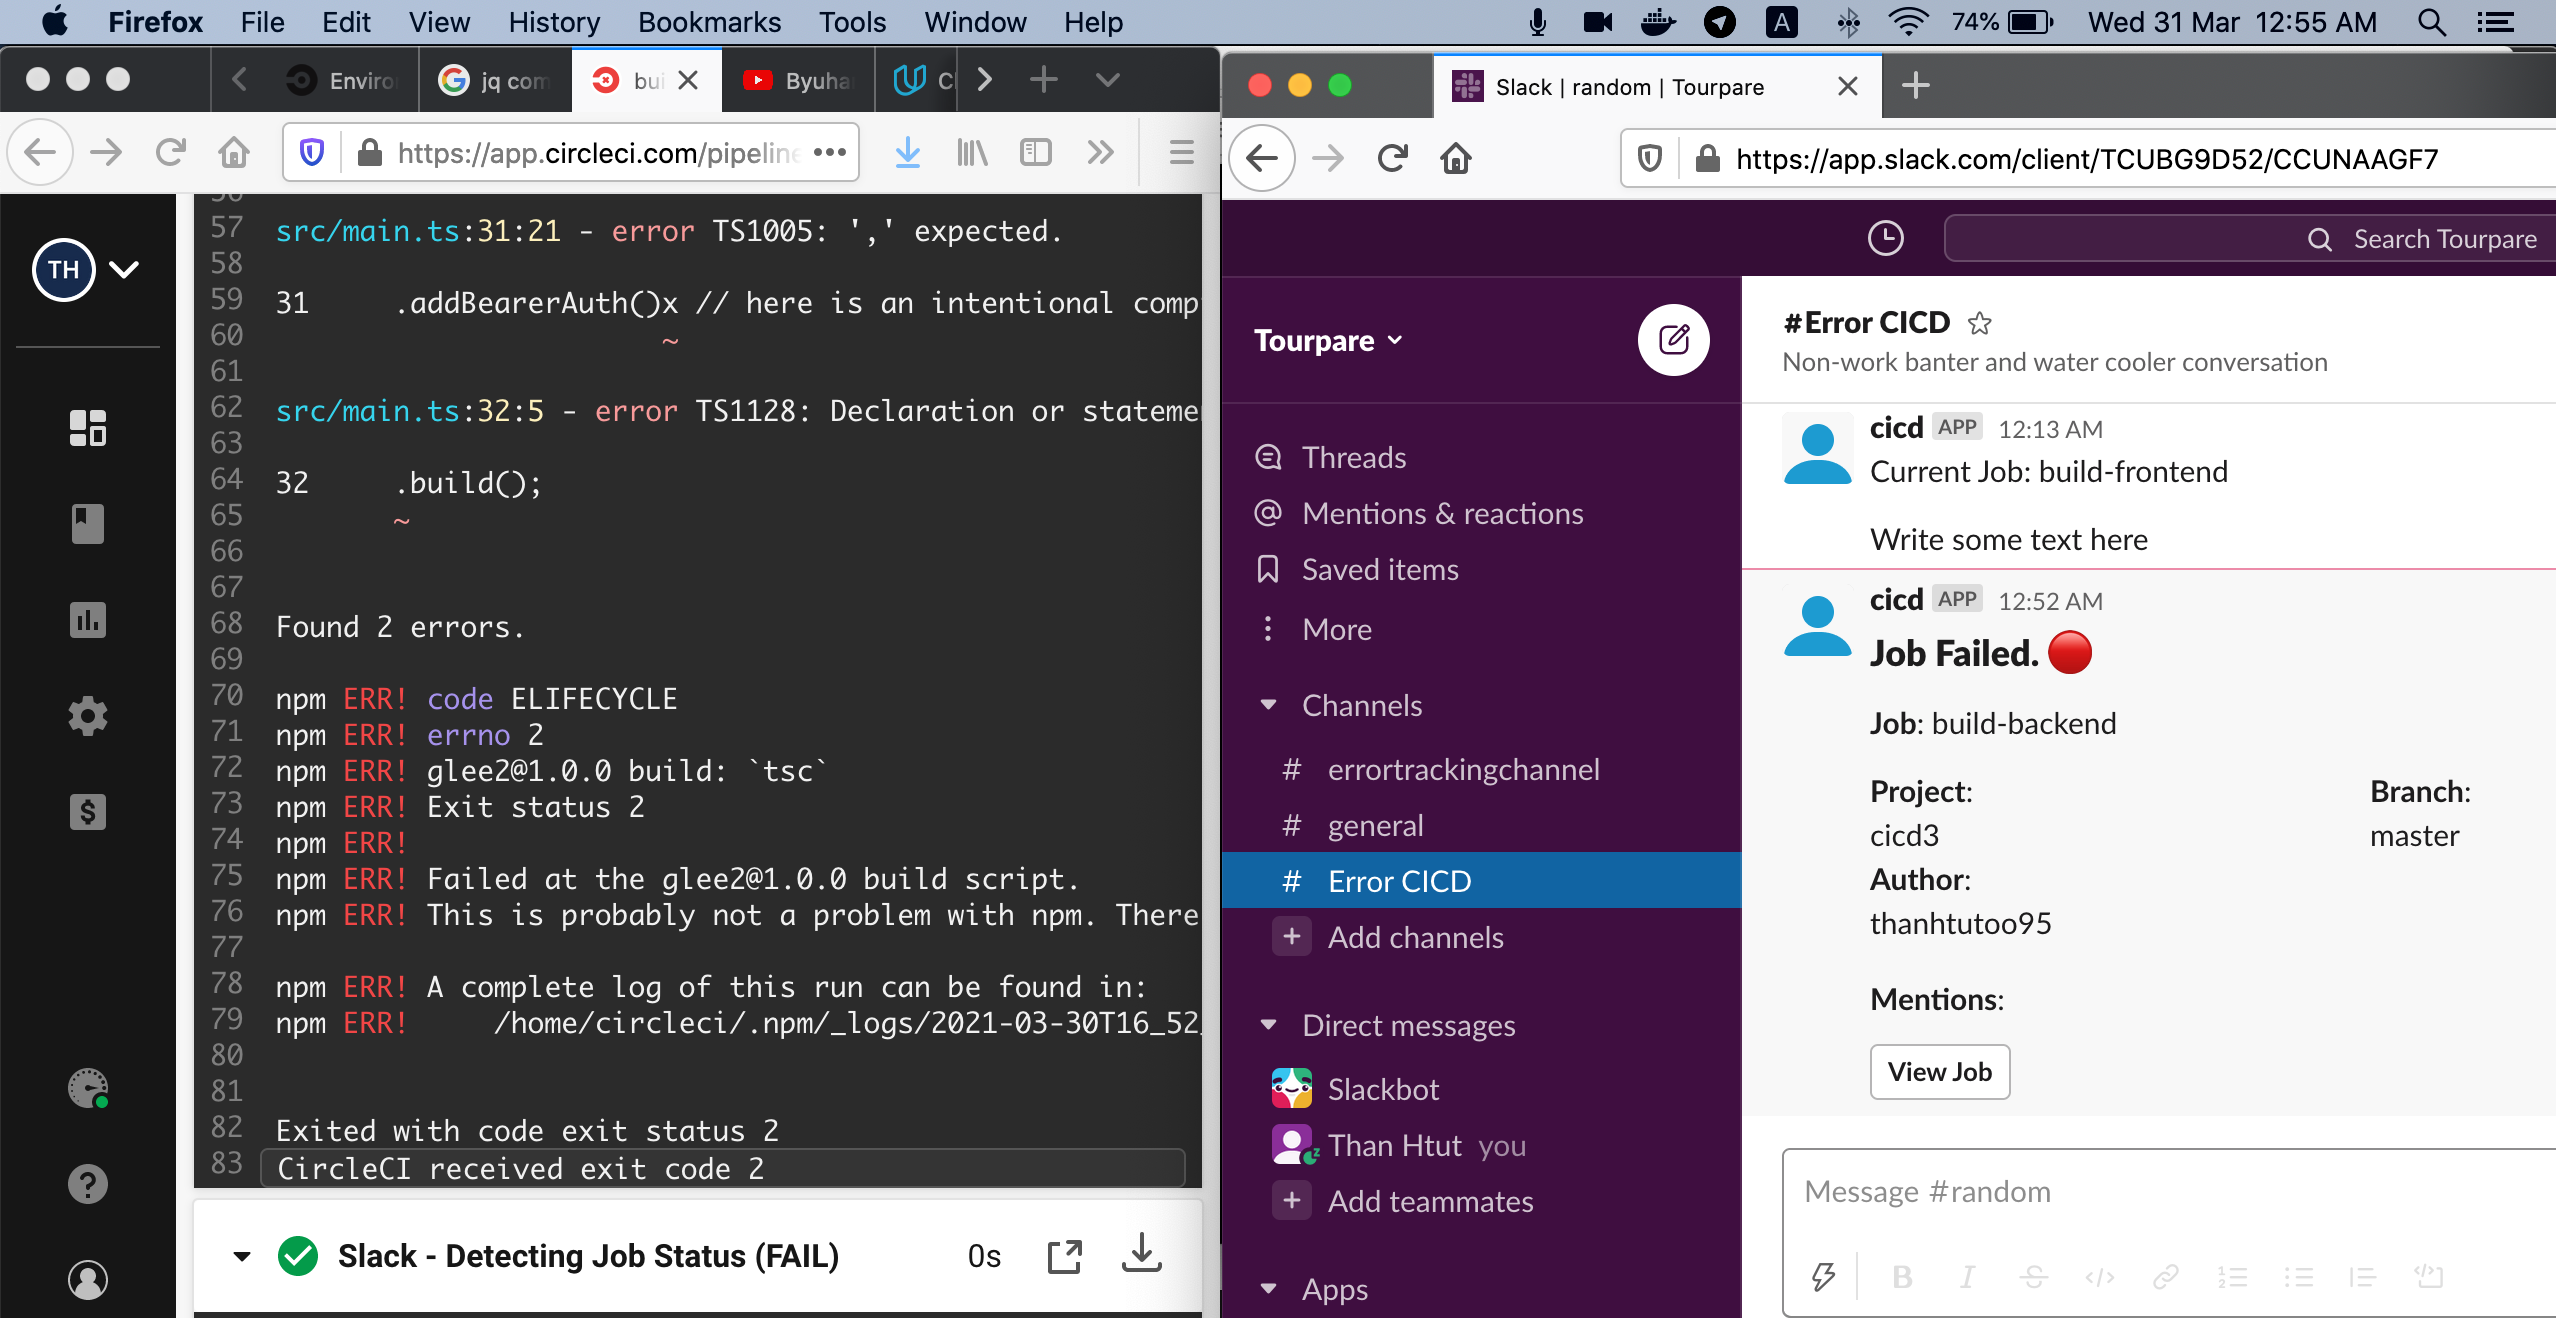 Firefox File Edit View History Bookmarks Tools Window Help
A 74% Wed 31 Mar 12:55 AM
Enviro
jq com
bui
Byuha
https://app.circleci.com/pipeline
TH
57 src/main.ts:31:21 - error TS1005: ',' expected.
58
59 31 .addBearerAuth()x // here is an intentional comp
60 ~
61
62 src/main.ts:32:5 - error TS1128: Declaration or stateme
63
64 32 .build();
65 ~
66
67
68 Found 2 errors.
69
70 npm ERR! code ELIFECYCLE
71 npm ERR! errno 2
72 npm ERR! glee2@1.0.0 build: `tsc`
73 npm ERR! Exit status 2
74 npm ERR!
75 npm ERR! Failed at the glee2@1.0.0 build script.
76 npm ERR! This is probably not a problem with npm. There
77
78 npm ERR! A complete log of this run can be found in:
79 npm ERR! /home/circleci/.npm/_logs/2021-03-30T16_52_
80
81
82 Exited with code exit status 2
83 CircleCI received exit code 2
Slack - Detecting Job Status (FAIL) 0s
Slack | random | Tourpare
https://app.slack.com/client/TCUBG9D52/CCUNAAGF7
Search Tourpare
Tourpare
Threads
Mentions & reactions
Saved items
More
Channels
# errortrackingchannel
# general
# Error CICD
+ Add channels
Direct messages
Slackbot
Than Htut you
+ Add teammates
Apps
#Error CICD
Non-work banter and water cooler conversation
cicd APP 12:13 AM
Current Job: build-frontend
Write some text here
cicd APP 12:52 AM
Job Failed.
Job: build-backend
Project:
cicd3
Branch:
master
Author:
thanhtutoo95
Mentions:
View Job
Message #random